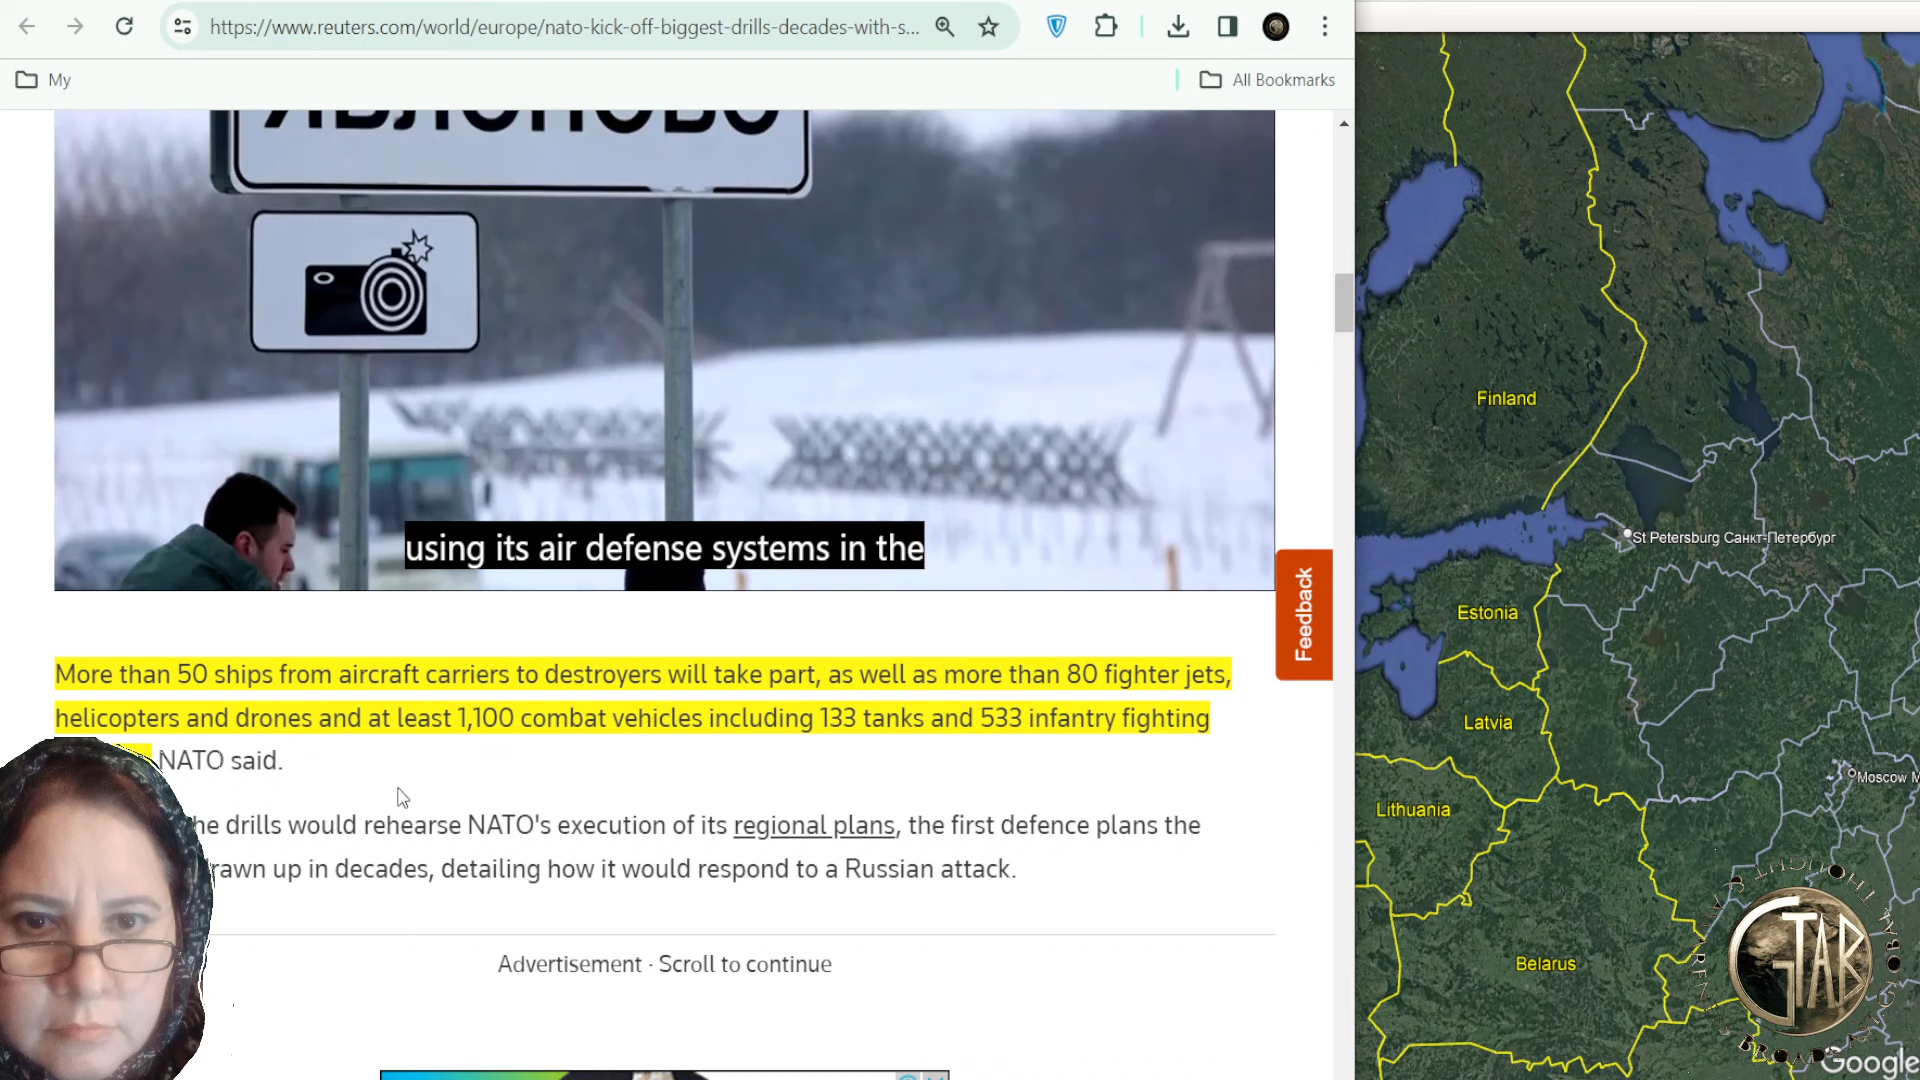 https://www.reuters.com/world/europe/nato-kick-off-biggest-drills-decades-with-s...
My
All Bookmarks
ЯБЛОНОВО
using its air defense systems in the
Feedback
More than 50 ships from aircraft carriers to destroyers will take part, as well as more than 80 fighter jets,
helicopters and drones and at least 1,100 combat vehicles including 133 tanks and 533 infantry fighting
NATO said.
he drills would rehearse NATO's execution of its regional plans, the first defence plans the
rawn up in decades, detailing how it would respond to a Russian attack.
Advertisement · Scroll to continue
Finland
St Petersburg Санкт-Петербург
Estonia
Latvia
Moscow M
Lithuania
Belarus
GTAB
Google